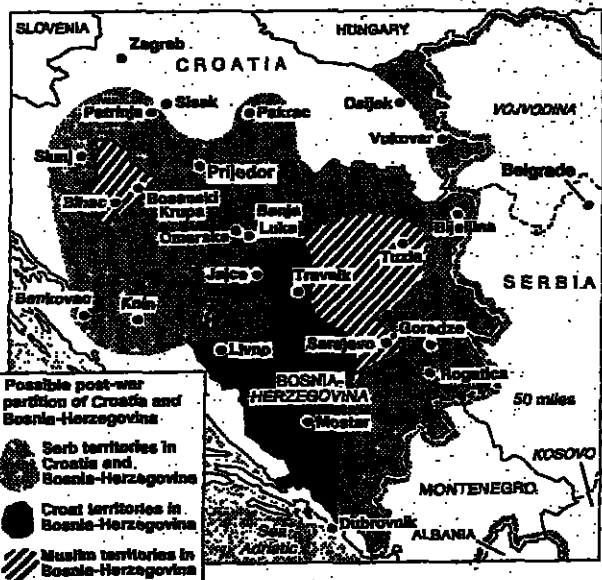 SLOVENIA
HUNGARY
Zagreb
CROATIA
Petrinja
Sisak
Pakrac
Osijek
VOJVODINA
Vukovar
Slunj
Prijedor
Belgrade
Bihac
Bosanski
Krupa
Omarska
Banja
Luka
Bijeljina
Tuzla
SERBIA
Jajce
Travnik
Benkovac
Knin
Sarajevo
Gorazde
Livno
Rogatica
BOSNIA-
HERZEGOVINA
50 miles
Mostar
KOSOVO
MONTENEGRO
Dubrovnik
ALBANIA
Adriatic
Sea
Possible post-war
partition of Croatia and
Bosnia-Herzegovina
Serb territories in
Croatia and
Bosnia-Herzegovina
Croat territories in
Bosnia-Herzegovina
Muslim territories in
Bosnia-Herzegovina